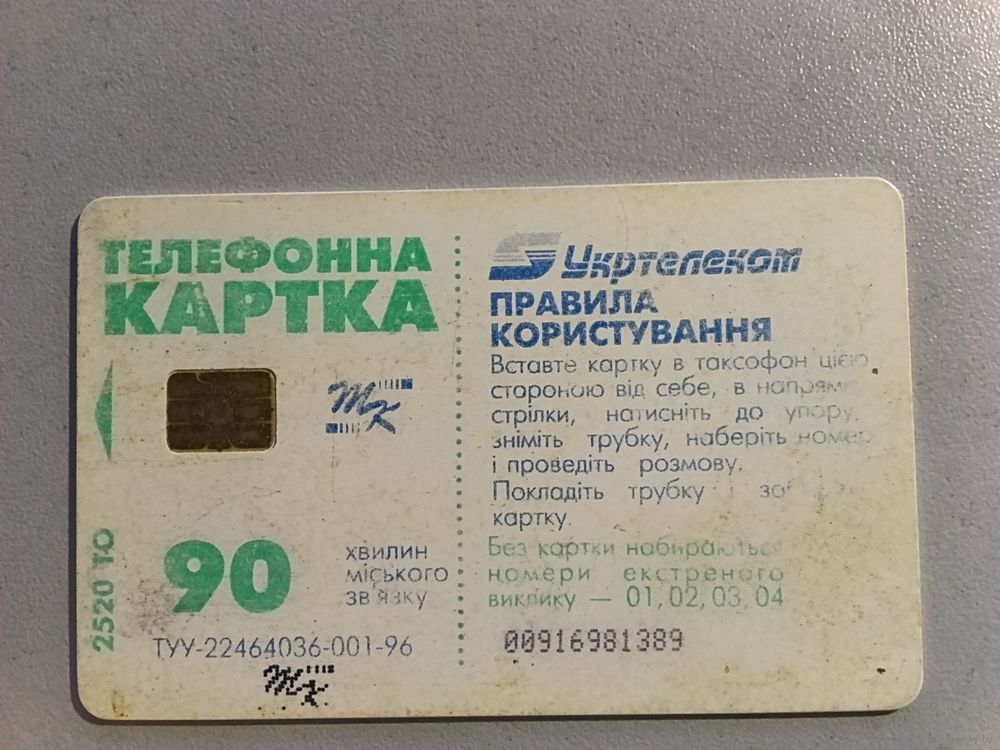 ТЕЛЕФОННА
КАРТКА
ТК
90
хвилин
міського
зв'язку
2520 ТО
ТУУ-22464036-001-96
ТК
Укртелеком
ПРАВИЛА
КОРИСТУВАННЯ
Вставте картку в таксофон цією
стороною від себе, в напрям
стрілки, натисніть до упору,
зніміть трубку, наберіть номер
і проведіть розмову.
Покладіть трубку і
картку.
Без картки набираються
номери екстреного
виклику — 01, 02, 03, 04
00916981389